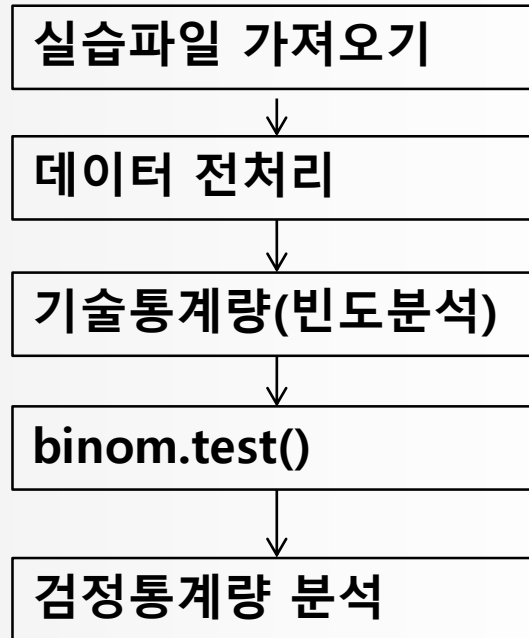 실습파일 가져오기
데이터 전처리
기술통계량(빈도분석)
binom.test()
검정통계량 분석